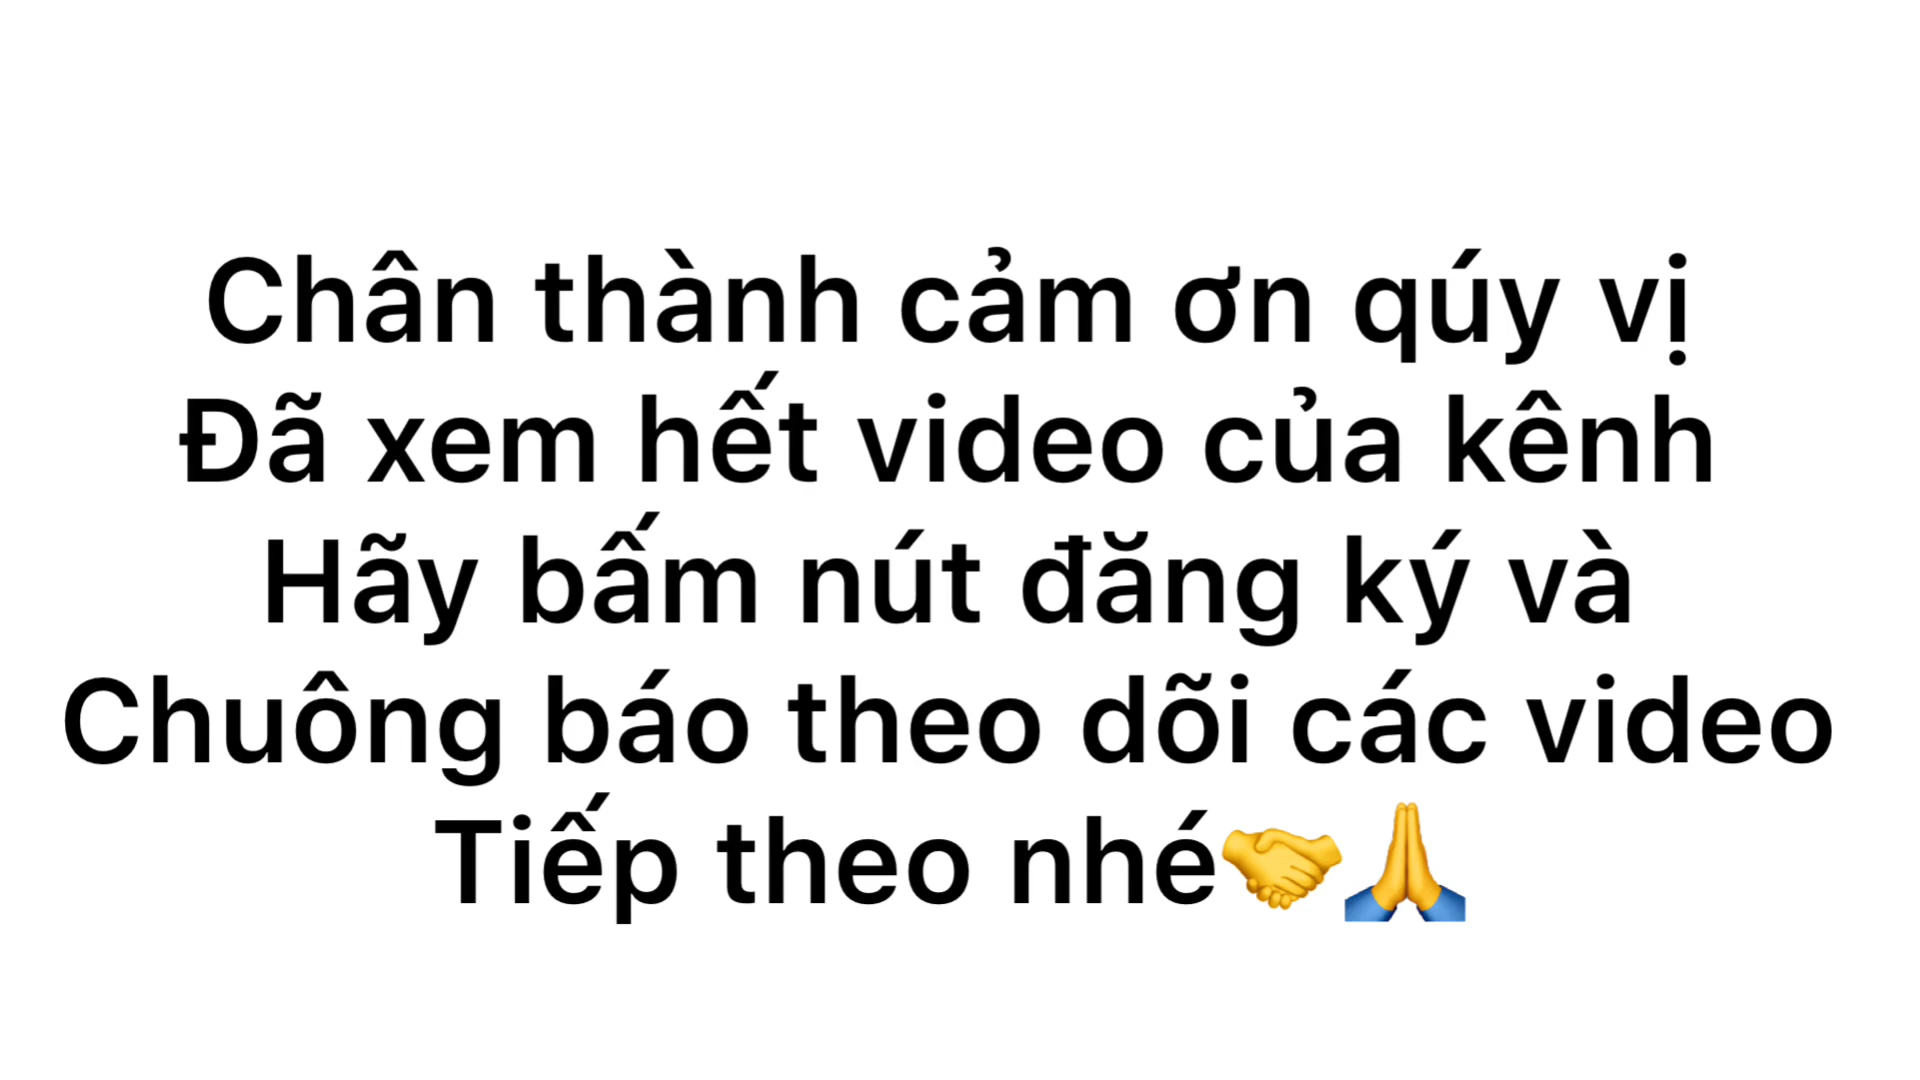 Chân thành cảm ơn qúy vị
Đã xem hết video của kênh
Hãy bấm nút đăng ký và
Chuông báo theo dõi các video
Tiếp theo nhé🤝🙏